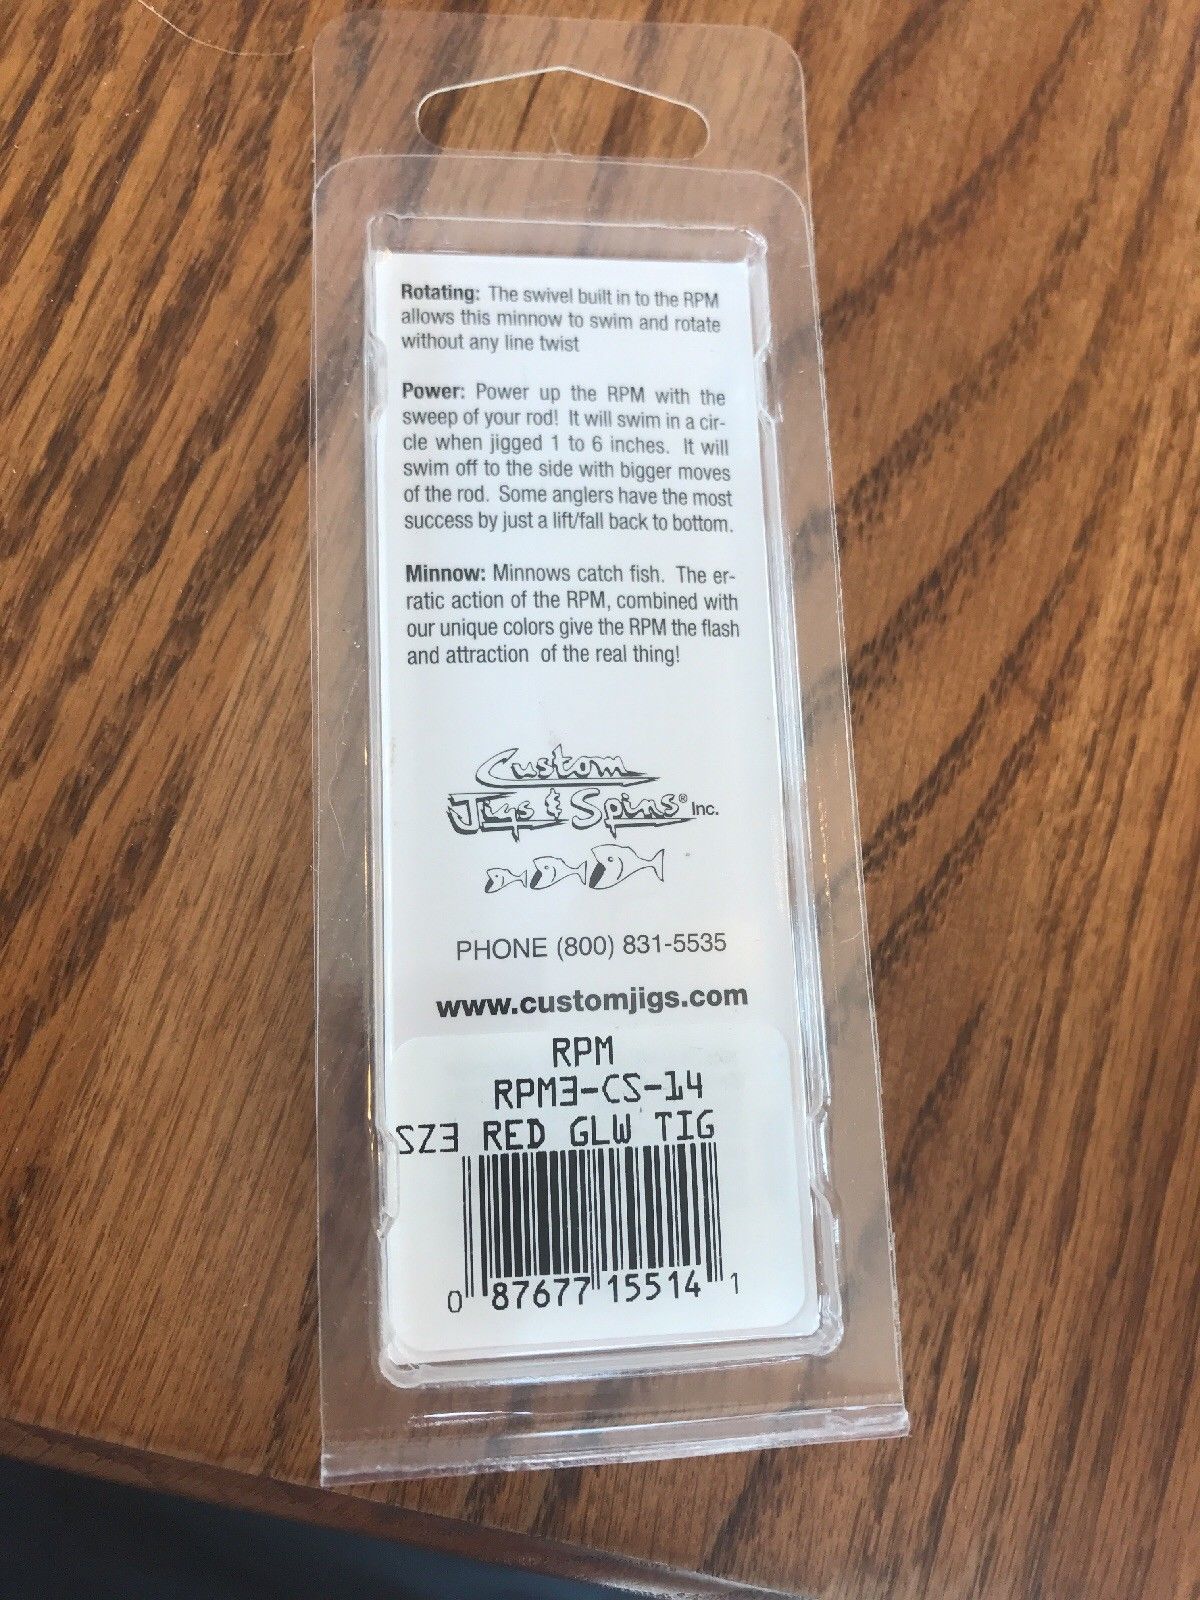 Rotating: The swivel built in to the RPM
allows this minnow to swim and rotate
without any line twist
Power: Power up the RPM with the
sweep of your rod! It will swim in a cir-
cle when jigged 1 to 6 inches. It will
swim off to the side with bigger moves
of the rod. Some anglers have the most
success by just a lift/fall back to bottom.
Minnow: Minnows catch fish. The er-
ratic action of the RPM, combined with
our unique colors give the RPM the flash
and attraction of the real thing!
Custom
Jigs & Spins® Inc.
PHONE (800) 831-5535
www.customjigs.com
RPM
RPM3-CS-14
SZ3 RED GLW TIG
0 87677 15514 1